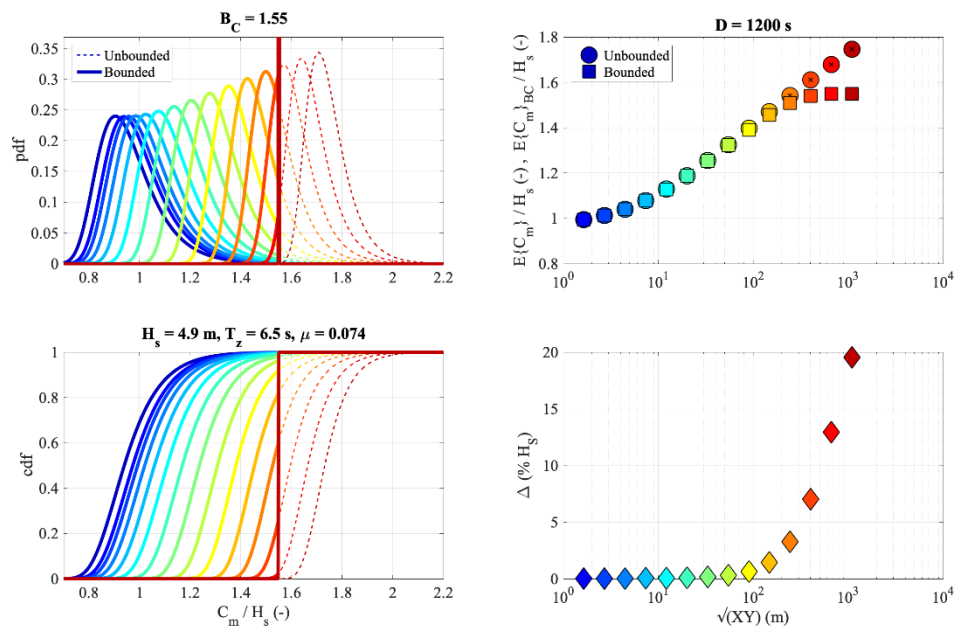 B_C = 1.55
0.35
0.3
0.25
0.2
0.15
0.1
0.05
0
pdf
Unbounded
Bounded
0.8 1 1.2 1.4 1.6 1.8 2 2.2
D = 1200 s
1.8
1.6
1.4
1.2
1
0.8
E{C_m} / H_s (-) , E{C_m}_BC / H_s (-)
Unbounded
Bounded
10^0 10^1 10^2 10^3 10^4
H_s = 4.9 m, T_z = 6.5 s, μ = 0.074
1
0.8
0.6
0.4
0.2
0
cdf
0.8 1 1.2 1.4 1.6 1.8 2 2.2
C_m / H_s (-)
20
15
10
5
0
Δ (% H_S)
10^0 10^1 10^2 10^3 10^4
√(XY) (m)